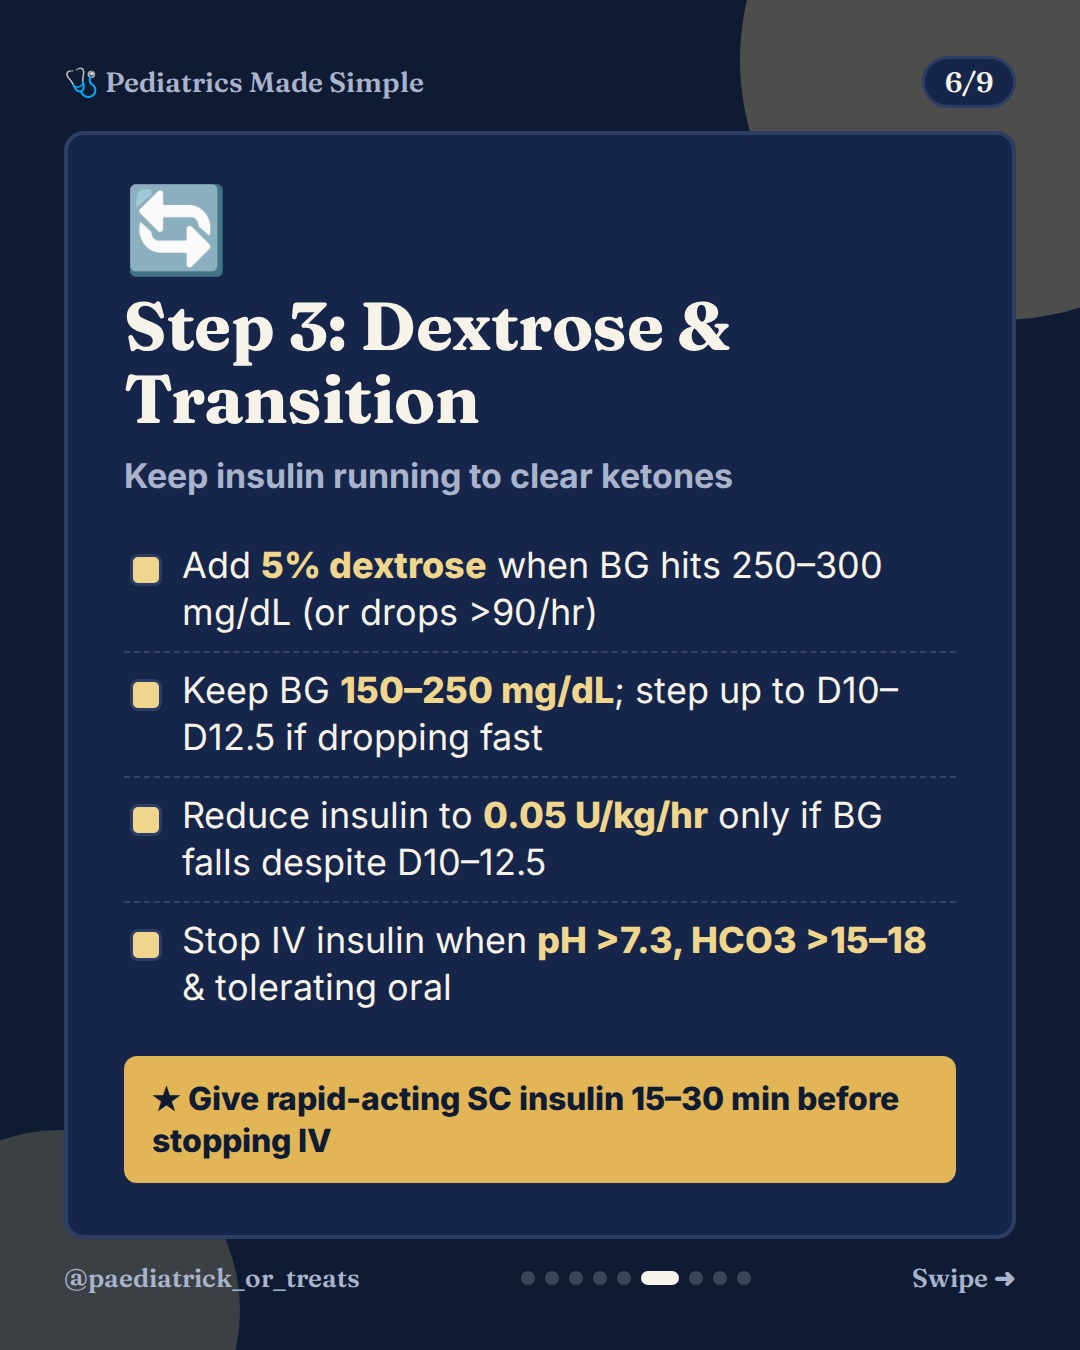 🩺 Pediatrics Made Simple
6/9
🔄
Step 3: Dextrose &
Transition
Keep insulin running to clear ketones
Add 5% dextrose when BG hits 250–300
mg/dL (or drops >90/hr)
Keep BG 150–250 mg/dL; step up to D10–
D12.5 if dropping fast
Reduce insulin to 0.05 U/kg/hr only if BG
falls despite D10–12.5
Stop IV insulin when pH >7.3, HCO3 >15–18
& tolerating oral
★ Give rapid-acting SC insulin 15–30 min before
stopping IV
@paediatrick_or_treats
Swipe ➜